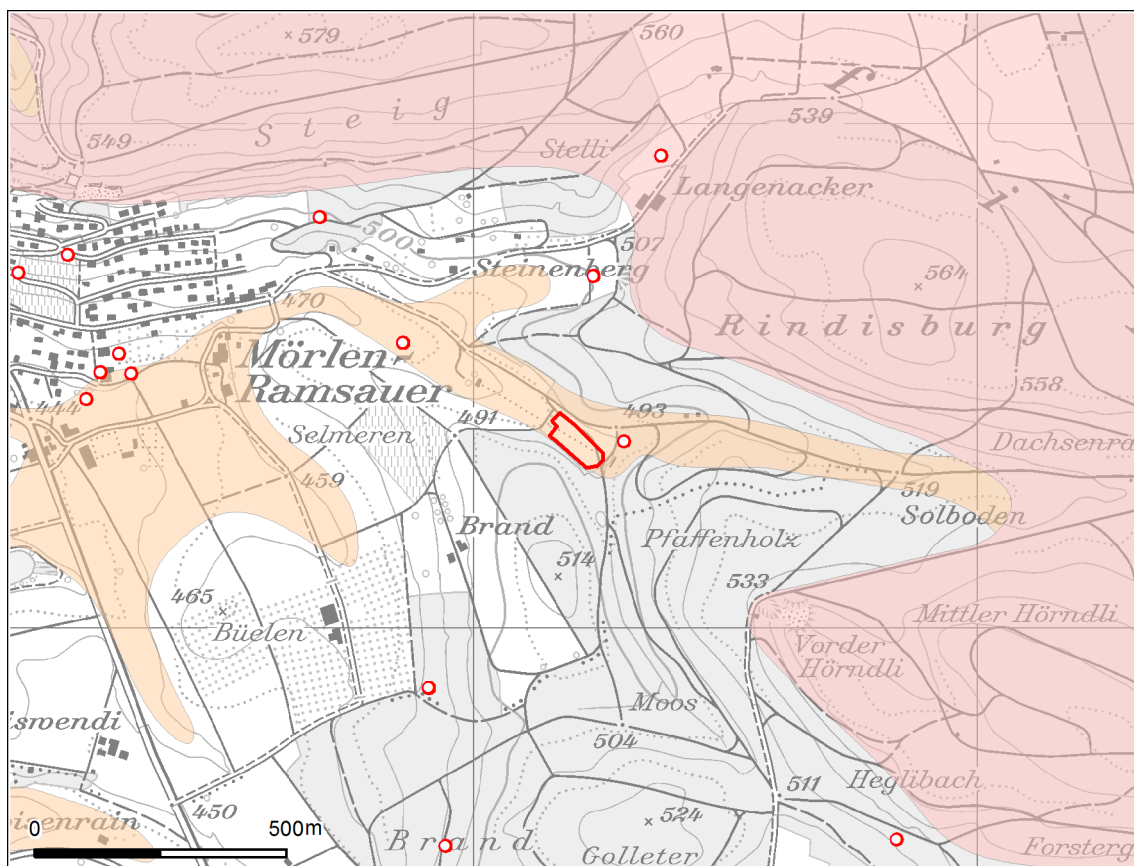 579
560
f
Steig
549
539
Stelli
Langenacker
i
500
507
Steinenberg
564
470
Rindisburg
Mörlen-
Ramsauer
558
444
491
493
Selmeren
Dachsenra
459
519
Solboden
Brand
Pfaffenholz
514
533
465
Mittler Hörndli
Büelen
Vorder
Hörndli
Moos
iswendi
504
511
Heglibach
450
0
500m
isenrain
524
Brand
Golleter
Forsterg